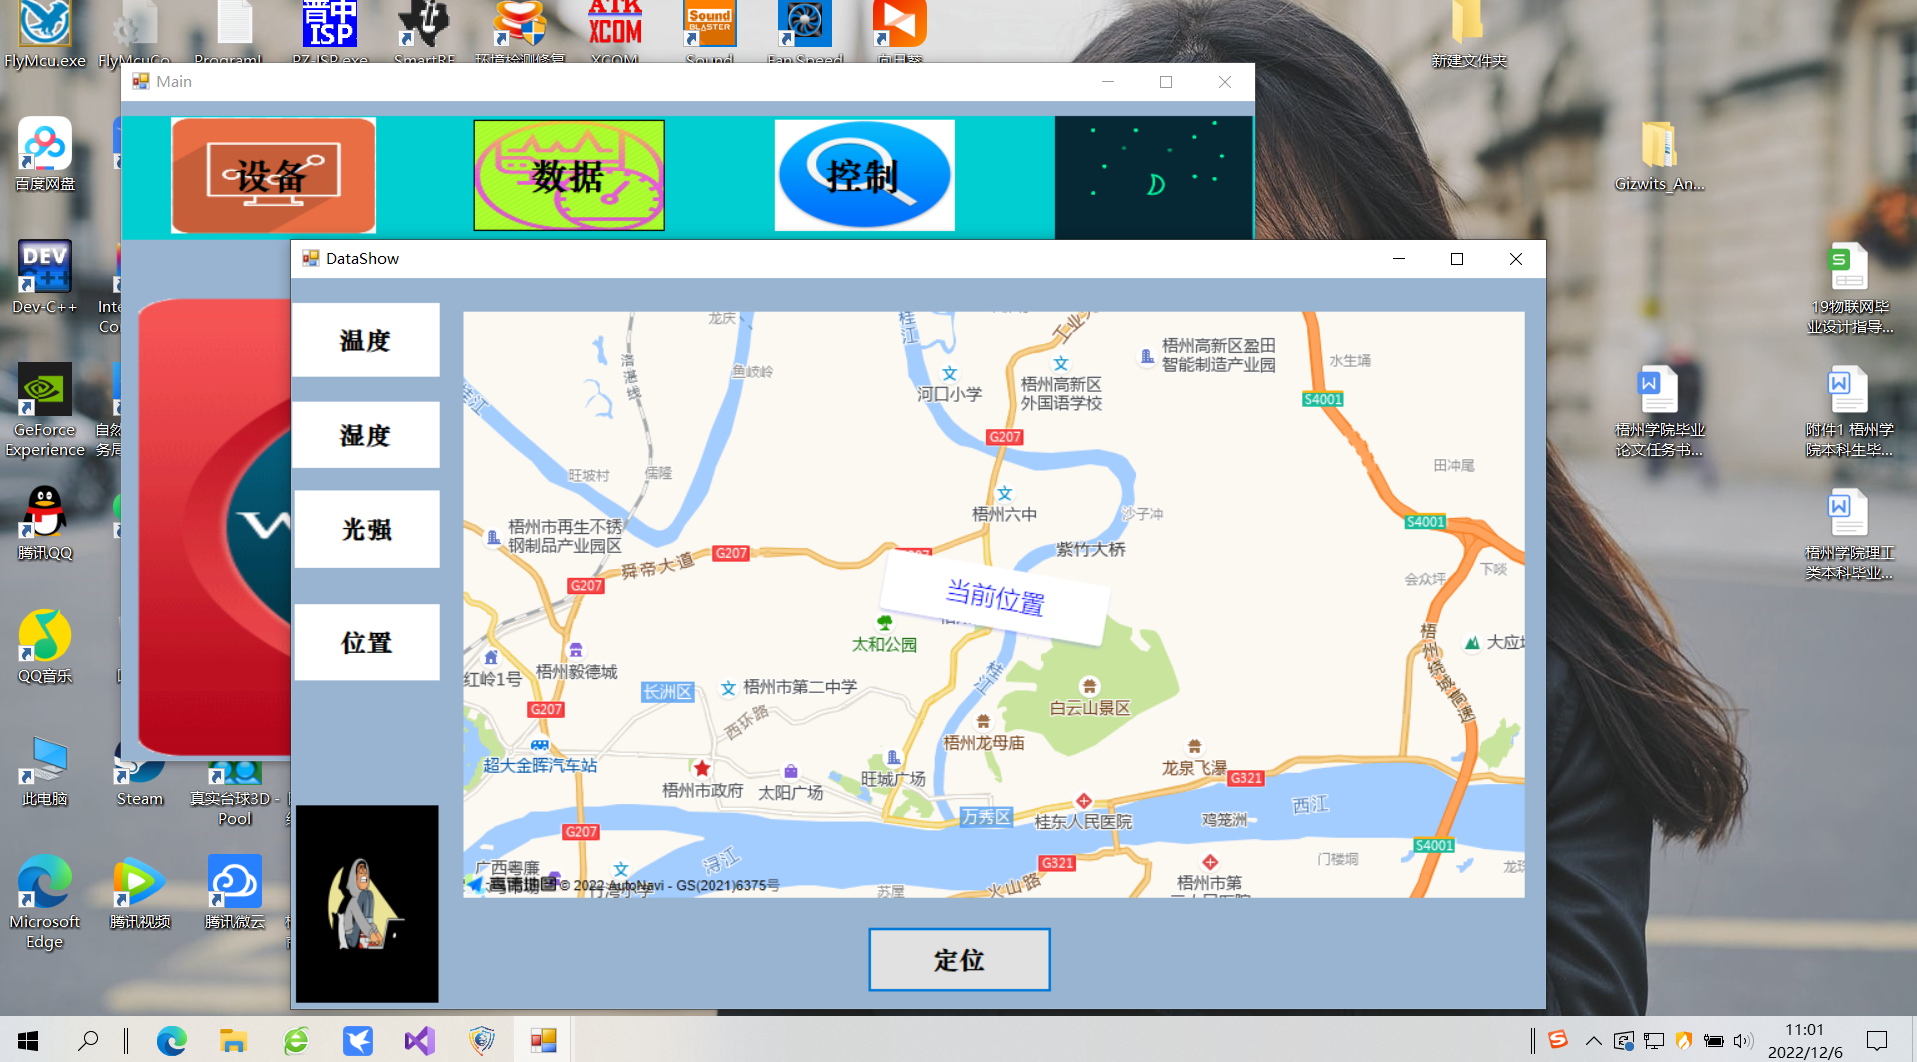 FlyMcu.exe
FlyMcuCo...
Program!
晋中
ISP
PZ-ISP.exe
SmartRF
环境检测修复
ATK
XCOM
XCOM
Sound
BLASTER
Sound
Fan Speed
向日葵
新建文件夹
Main
设备
数据
控制
百度网盘
Gizwits_An...
DataShow
DEV
C++
Dev-C++
Inte
Co
温度
湿度
光强
位置
龙庆
洛湛线
鱼岐岭
桂江
桂江
工业大
河口小学
梧州高新区
外国语学校
梧州高新区盈田
智能制造产业园
水生埇
S4001
G207
旺坡村
儒隆
田冲尾
梧州六中
沙子冲
S4001
梧州市再生不锈
钢制品产业园区
舜帝大道
G207
紫竹大桥
G207
当前位置
会众坪
下啖
太和公园
梧州绕城高速
红岭1号
梧州毅德城
长洲区
梧州市第二中学
桂江
白云山景区
G207
西环路
梧州龙母庙
超大金晖汽车站
梧州市政府
太阳广场
旺城广场
龙泉飞瀑
G321
万秀区
桂东人民医院
鸡笼洲
西江
G207
S4001
浔江
G321
门楼垌
广西粤廉
高德地图 © 2022 AutoNavi - GS(2021)6375号
苏屋
火山路
梧州市第
定位
GeForce
Experience
自然
务局
腾讯QQ
QQ音乐
此电脑
Steam
真实台球3D -
Pool
Microsoft
Edge
腾讯视频
腾讯微云
19物联网毕
业设计指导...
梧州学院毕业
论文任务书...
附件1 梧州学
院本科生毕...
梧州学院理工
类本科毕业...
11:01
2022/12/6